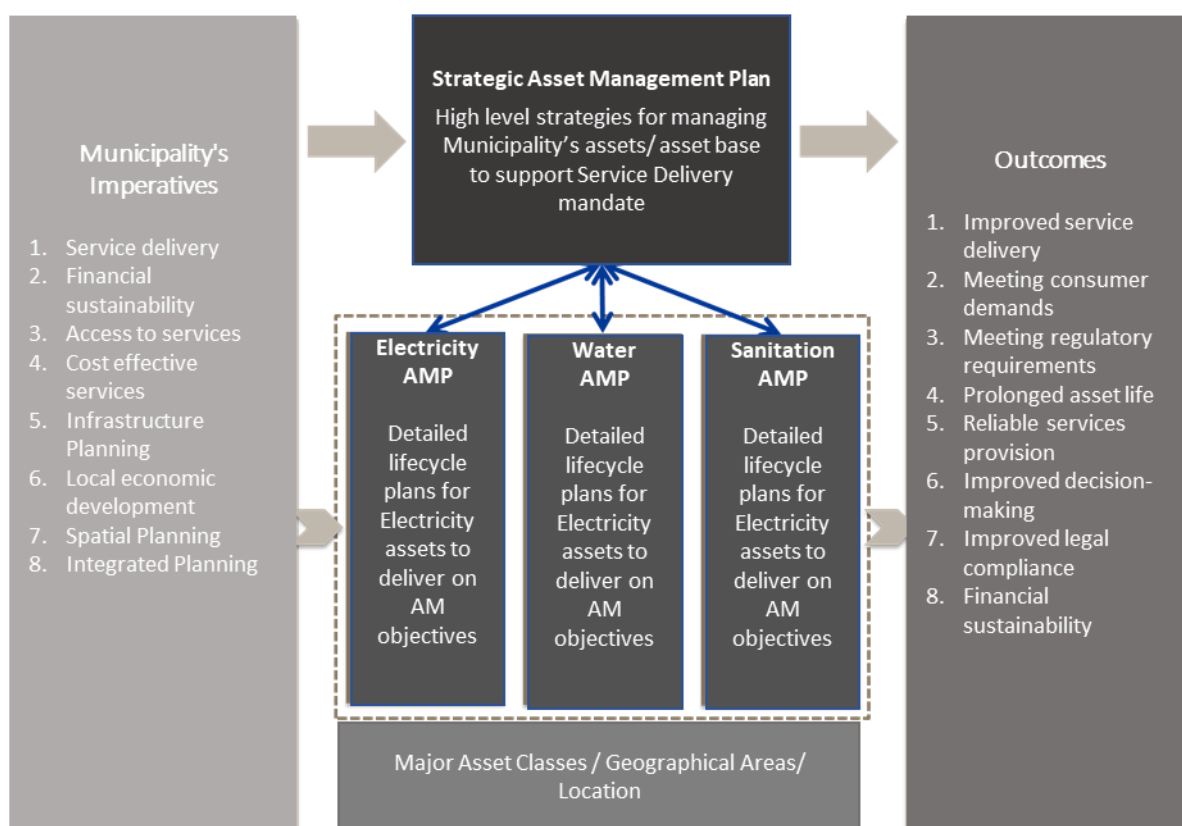 Municipality's
Imperatives
1. Service delivery
2. Financial
sustainability
3. Access to services
4. Cost effective
services
5. Infrastructure
Planning
6. Local economic
development
7. Spatial Planning
8. Integrated Planning
Strategic Asset Management Plan
High level strategies for managing
Municipality's assets/ asset base
to support Service Delivery
mandate
Electricity
AMP
Detailed
lifecycle
plans for
Electricity
assets to
deliver on
AM
objectives
Water
AMP
Detailed
lifecycle
plans for
Electricity
assets to
deliver on
AM
objectives
Sanitation
AMP
Detailed
lifecycle
plans for
Electricity
assets to
deliver on
AM
objectives
Major Asset Classes / Geographical Areas/
Location
Outcomes
1. Improved service
delivery
2. Meeting consumer
demands
3. Meeting regulatory
requirements
4. Prolonged asset life
5. Reliable services
provision
6. Improved decision-
making
7. Improved legal
compliance
8. Financial
sustainability